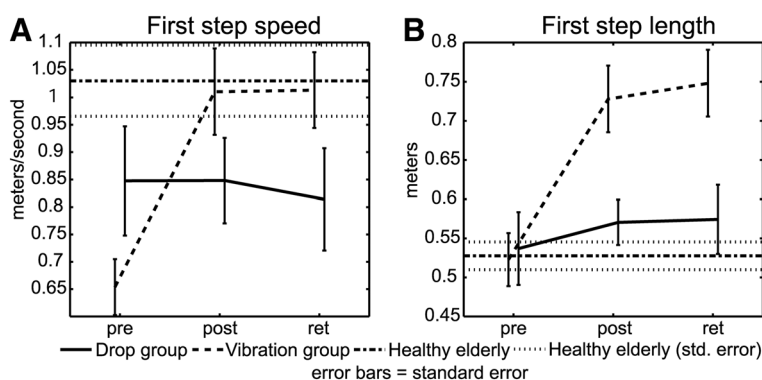 A First step speed
B First step length
1.1
1.05
1
0.95
0.9
0.85
0.8
0.75
0.7
0.65
meters/second
pre post ret
0.8
0.75
0.7
0.65
0.6
0.55
0.5
0.45
meters
pre post ret
Drop group Vibration group Healthy elderly Healthy elderly (std. error)
error bars = standard error